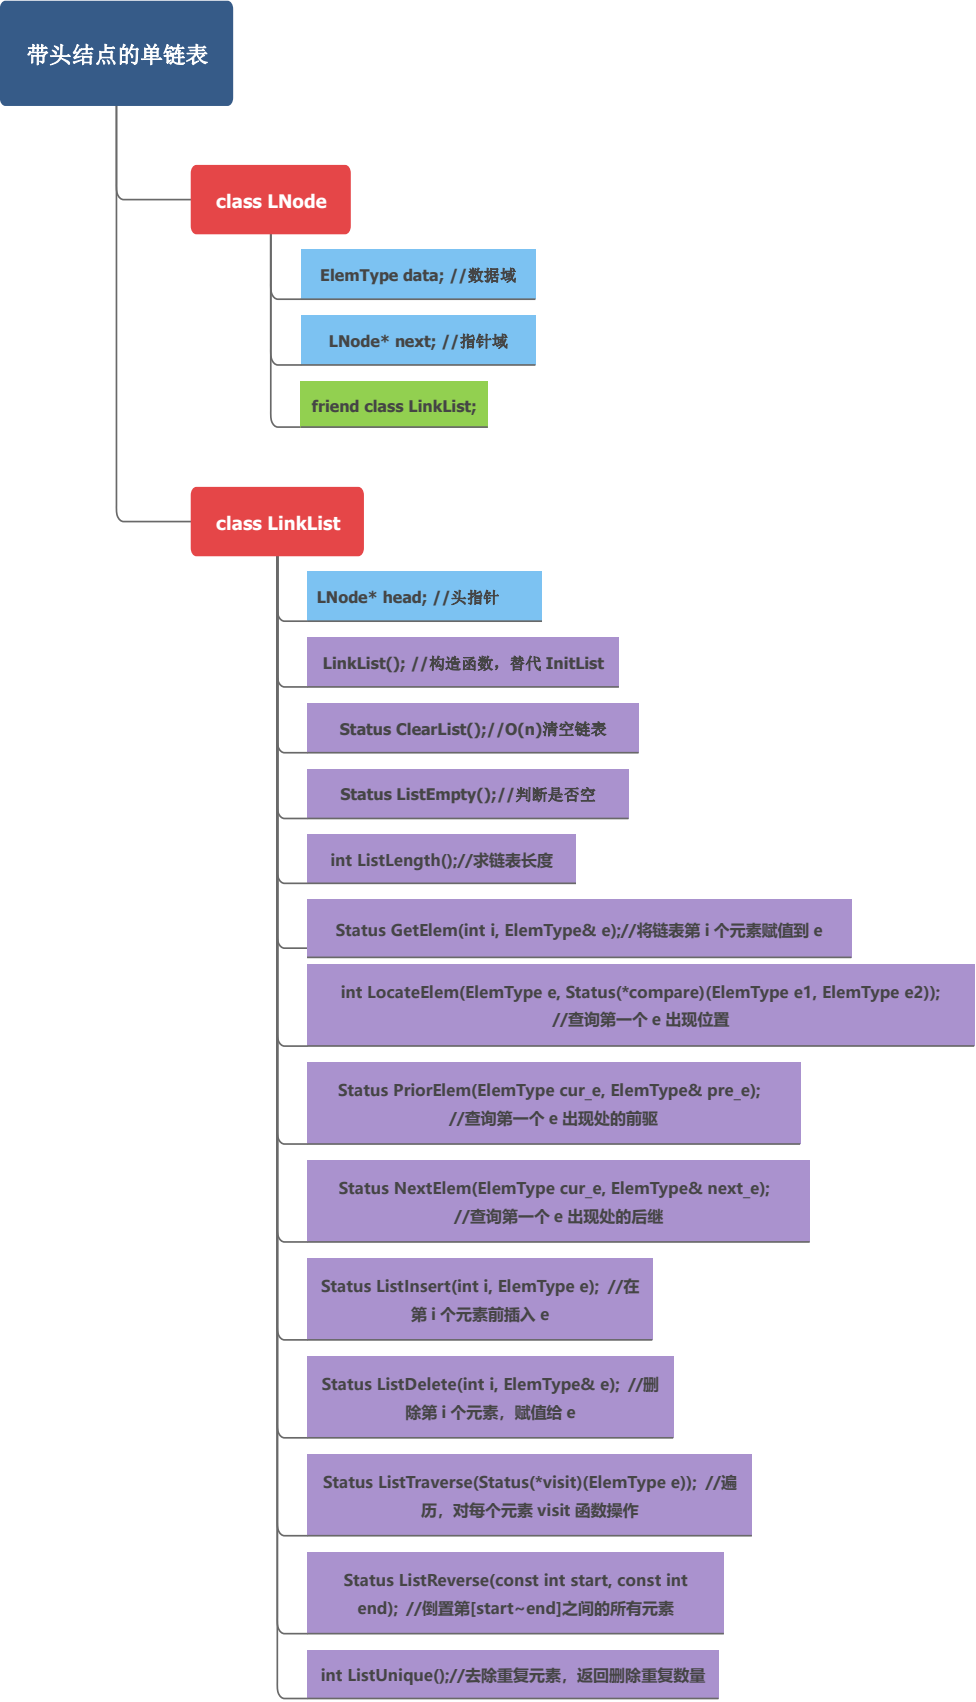 带头结点的单链表
class LNode
ElemType data; //数据域
LNode* next; //指针域
friend class LinkList;
class LinkList
LNode* head; //头指针
LinkList(); //构造函数，替代 InitList
Status ClearList();//O(n)清空链表
Status ListEmpty();//判断是否空
int ListLength();//求链表长度
Status GetElem(int i, ElemType& e);//将链表第 i 个元素赋值到 e
int LocateElem(ElemType e, Status(*compare)(ElemType e1, ElemType e2));
//查询第一个 e 出现位置
Status PriorElem(ElemType cur_e, ElemType& pre_e);
//查询第一个 e 出现处的前驱
Status NextElem(ElemType cur_e, ElemType& next_e);
//查询第一个 e 出现处的后继
Status ListInsert(int i, ElemType e); //在
第 i 个元素前插入 e
Status ListDelete(int i, ElemType& e); //删
除第 i 个元素，赋值给 e
Status ListTraverse(Status(*visit)(ElemType e)); //遍
历，对每个元素 visit 函数操作
Status ListReverse(const int start, const int
end); //倒置第[start~end]之间的所有元素
int ListUnique();//去除重复元素，返回删除重复数量